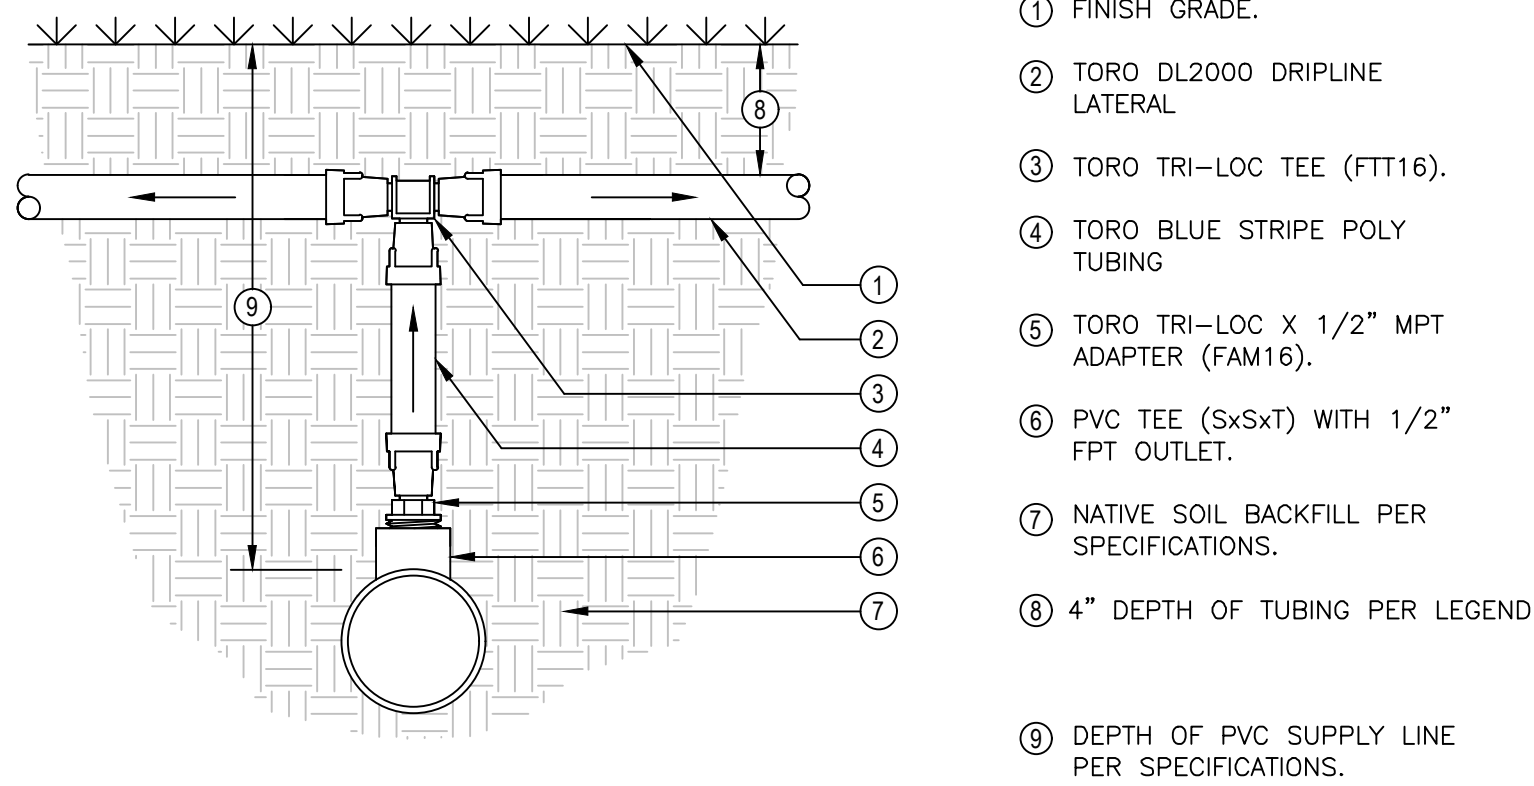 8
9
1
2
3
4
5
6
7
1 FINISH GRADE.
2 TORO DL2000 DRIPLINE
LATERAL
3 TORO TRI-LOC TEE (FTT16).
4 TORO BLUE STRIPE POLY
TUBING
5 TORO TRI-LOC X 1/2" MPT
ADAPTER (FAM16).
6 PVC TEE (SxSxT) WITH 1/2"
FPT OUTLET.
7 NATIVE SOIL BACKFILL PER
SPECIFICATIONS.
8 4" DEPTH OF TUBING PER LEGEND
9 DEPTH OF PVC SUPPLY LINE
PER SPECIFICATIONS.